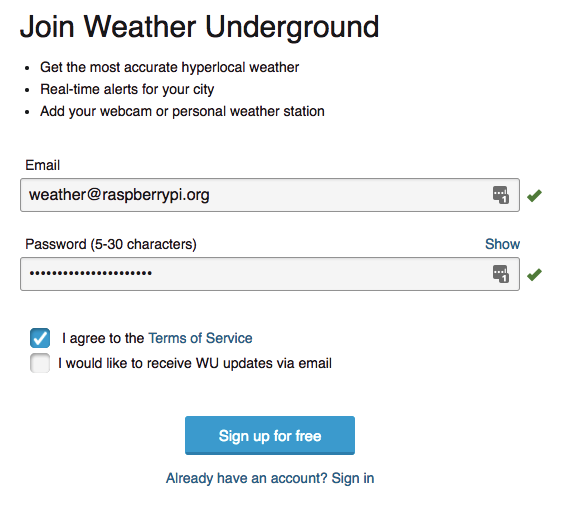 Join Weather Underground
• Get the most accurate hyperlocal weather
• Real-time alerts for your city
• Add your webcam or personal weather station
Email
weather@raspberrypi.org
1
Password (5-30 characters) Show
••••••••••••••••••••••
1
I agree to the Terms of Service
I would like to receive WU updates via email
Sign up for free
Already have an account? Sign in